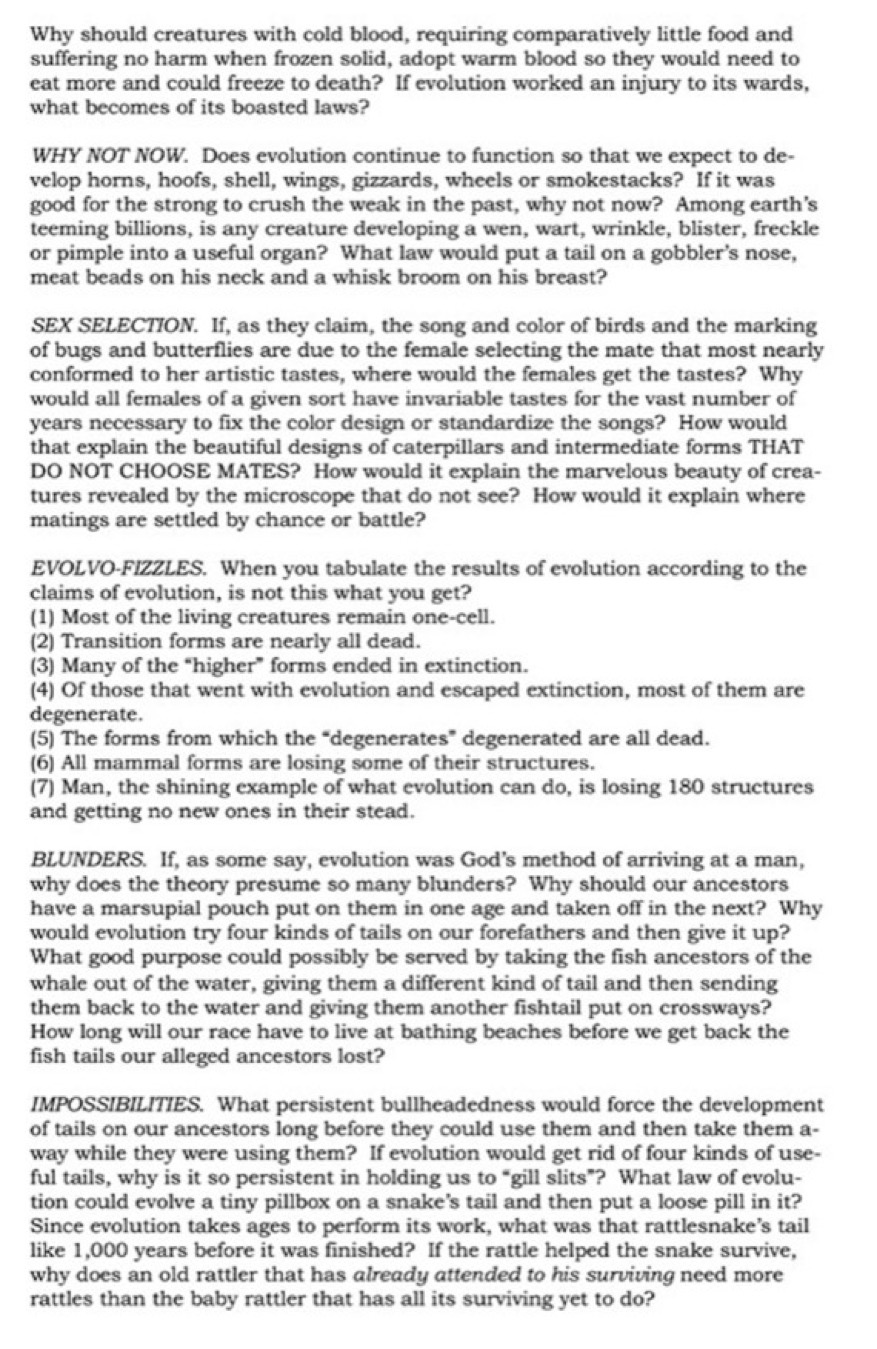 Why should creatures with cold blood, requiring comparatively little food and
suffering no harm when frozen solid, adopt warm blood so they would need to
eat more and could freeze to death? If evolution worked an injury to its wards,
what becomes of its boasted laws?
WHY NOT NOW. Does evolution continue to function so that we expect to de-
velop horns, hoofs, shell, wings, gizzards, wheels or smokestacks? If it was
good for the strong to crush the weak in the past, why not now? Among earth's
teeming billions, is any creature developing a wen, wart, wrinkle, blister, freckle
or pimple into a useful organ? What law would put a tail on a gobbler's nose,
meat beads on his neck and a whisk broom on his breast?
SEX SELECTION. If, as they claim, the song and color of birds and the marking
of bugs and butterflies are due to the female selecting the mate that most nearly
conformed to her artistic tastes, where would the females get the tastes? Why
would all females of a given sort have invariable tastes for the vast number of
years necessary to fix the color design or standardize the songs? How would
that explain the beautiful designs of caterpillars and intermediate forms THAT
DO NOT CHOOSE MATES? How would it explain the marvelous beauty of crea-
tures revealed by the microscope that do not see? How would it explain where
matings are settled by chance or battle?
EVOLVO-FIZZLES. When you tabulate the results of evolution according to the
claims of evolution, is not this what you get?
(1) Most of the living creatures remain one-cell.
(2) Transition forms are nearly all dead.
(3) Many of the "higher" forms ended in extinction.
(4) Of those that went with evolution and escaped extinction, most of them are
degenerate.
(5) The forms from which the "degenerates" degenerated are all dead.
(6) All mammal forms are losing some of their structures.
(7) Man, the shining example of what evolution can do, is losing 180 structures
and getting no new ones in their stead.
BLUNDERS. If, as some say, evolution was God's method of arriving at a man,
why does the theory presume so many blunders? Why should our ancestors
have a marsupial pouch put on them in one age and taken off in the next? Why
would evolution try four kinds of tails on our forefathers and then give it up?
What good purpose could possibly be served by taking the fish ancestors of the
whale out of the water, giving them a different kind of tail and then sending
them back to the water and giving them another fishtail put on crossways?
How long will our race have to live at bathing beaches before we get back the
fish tails our alleged ancestors lost?
IMPOSSIBILITIES. What persistent bullheadedness would force the development
of tails on our ancestors long before they could use them and then take them a-
way while they were using them? If evolution would get rid of four kinds of use-
ful tails, why is it so persistent in holding us to "gill slits"? What law of evolu-
tion could evolve a tiny pillbox on a snake's tail and then put a loose pill in it?
Since evolution takes ages to perform its work, what was that rattlesnake's tail
like 1,000 years before it was finished? If the rattle helped the snake survive,
why does an old rattler that has already attended to his surviving need more
rattles than the baby rattler that has all its surviving yet to do?